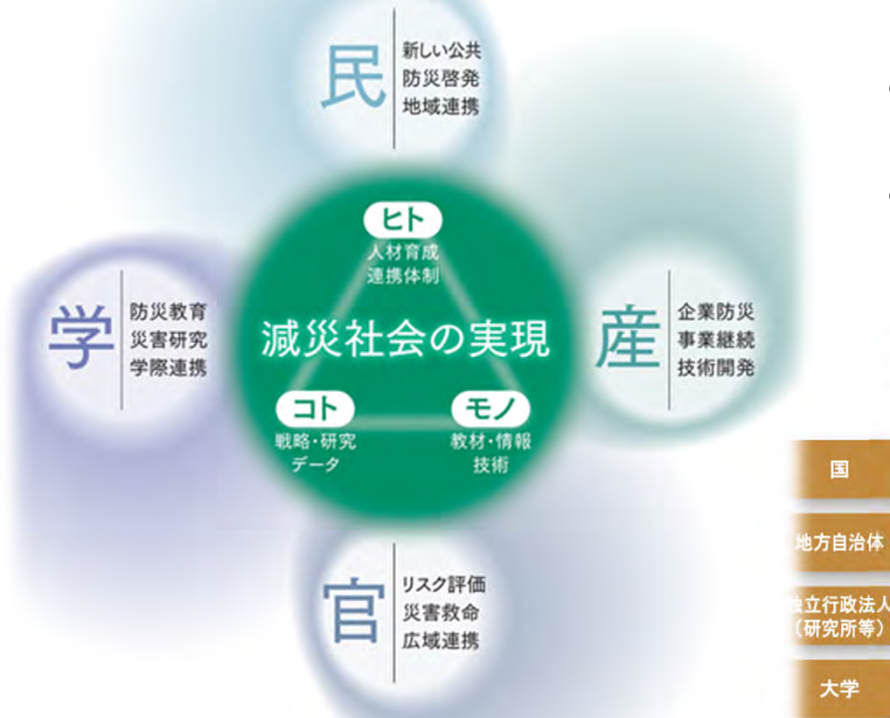 民
新しい公共
防災啓発
地域連携
ヒト
人材育成
連携体制
学
防災教育
災害研究
学際連携
減災社会の実現
産
企業防災
事業継続
技術開発
コト
戦略・研究
データ
モノ
教材・情報
技術
官
リスク評価
災害救命
広域連携
国
地方自治体
独立行政法人
（研究所等）
大学